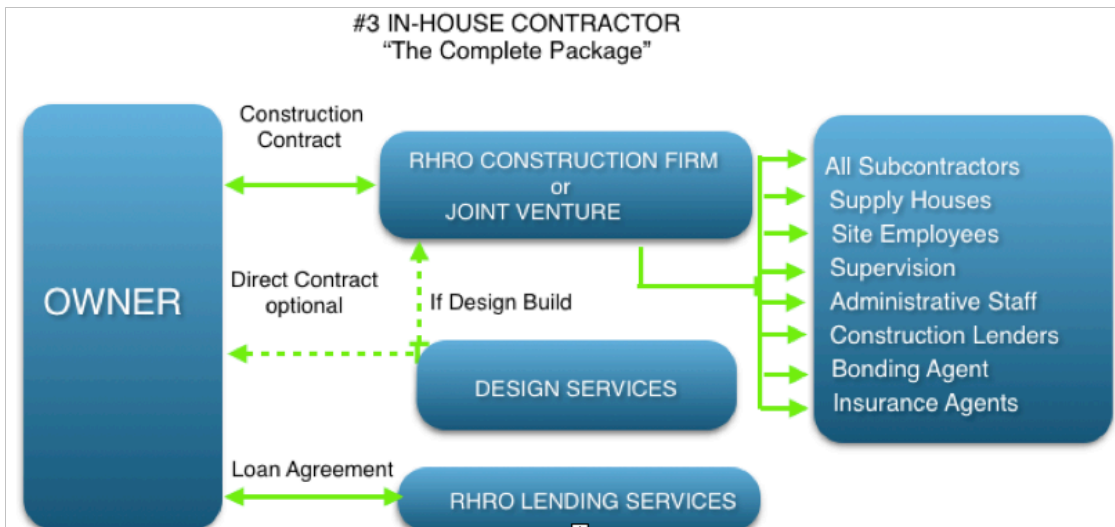 #3 IN-HOUSE CONTRACTOR
“The Complete Package”
Construction
Contract
RHRO CONSTRUCTION FIRM
or
JOINT VENTURE
All Subcontractors
Supply Houses
Site Employees
Supervision
Administrative Staff
Construction Lenders
Bonding Agent
Insurance Agents
OWNER
Direct Contract
optional
If Design Build
DESIGN SERVICES
Loan Agreement
RHRO LENDING SERVICES